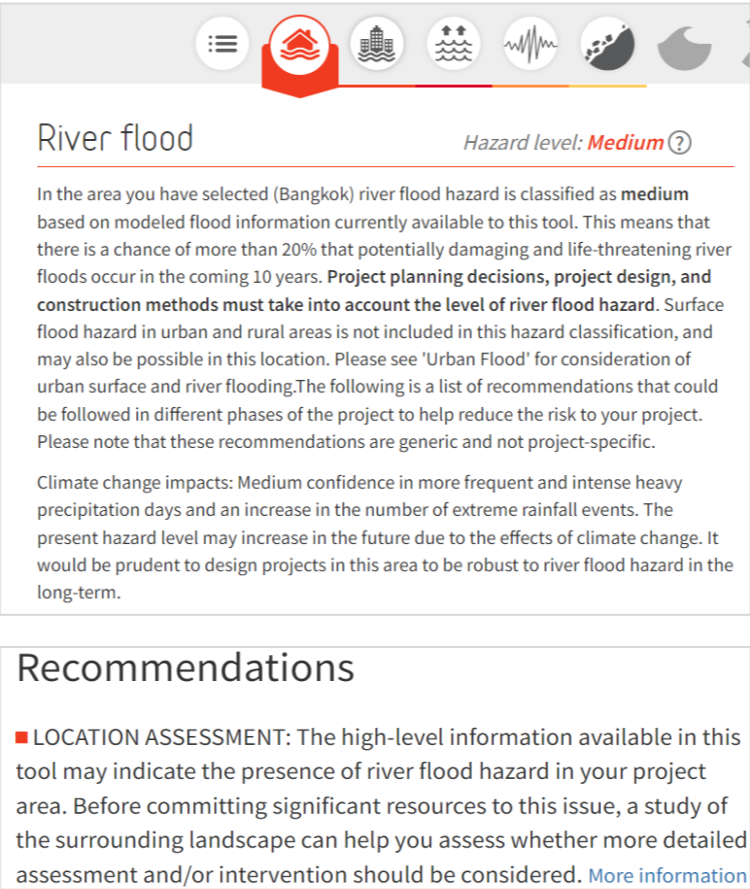 River flood
Hazard level: Medium ?
In the area you have selected (Bangkok) river flood hazard is classified as medium
based on modeled flood information currently available to this tool. This means that
there is a chance of more than 20% that potentially damaging and life-threatening river
floods occur in the coming 10 years. Project planning decisions, project design, and
construction methods must take into account the level of river flood hazard. Surface
flood hazard in urban and rural areas is not included in this hazard classification, and
may also be possible in this location. Please see 'Urban Flood' for consideration of
urban surface and river flooding.The following is a list of recommendations that could
be followed in different phases of the project to help reduce the risk to your project.
Please note that these recommendations are generic and not project-specific.
Climate change impacts: Medium confidence in more frequent and intense heavy
precipitation days and an increase in the number of extreme rainfall events. The
present hazard level may increase in the future due to the effects of climate change. It
would be prudent to design projects in this area to be robust to river flood hazard in the
long-term.
Recommendations
LOCATION ASSESSMENT: The high-level information available in this
tool may indicate the presence of river flood hazard in your project
area. Before committing significant resources to this issue, a study of
the surrounding landscape can help you assess whether more detailed
assessment and/or intervention should be considered. More information